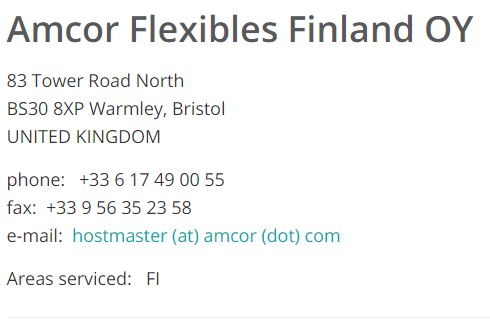 Amcor Flexibles Finland OY
83 Tower Road North
BS30 8XP Warmley, Bristol
UNITED KINGDOM
phone: +33 6 17 49 00 55
fax: +33 9 56 35 23 58
e-mail: hostmaster (at) amcor (dot) com
Areas serviced: FI